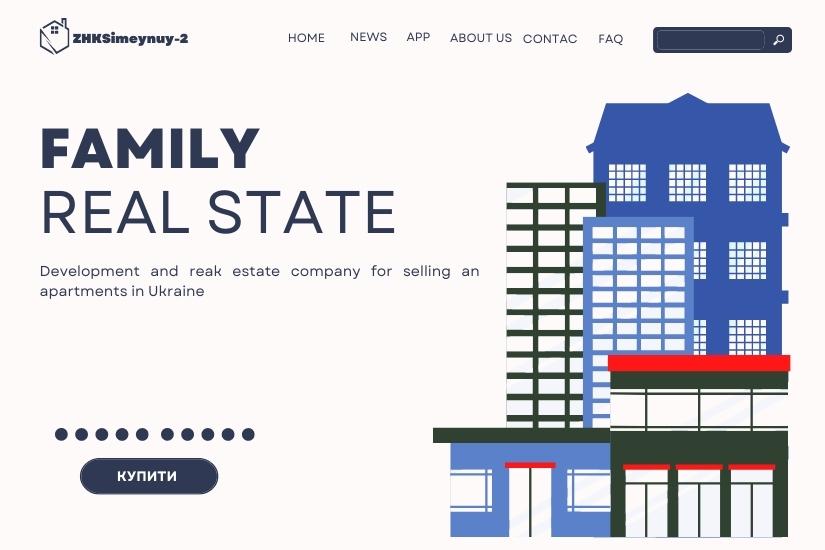 ZHKSimeynuy-2
HOME NEWS APP ABOUT US CONTAC FAQ
FAMILY
REAL STATE
Development and reak estate company for selling an
apartments in Ukraine
КУПИТИ